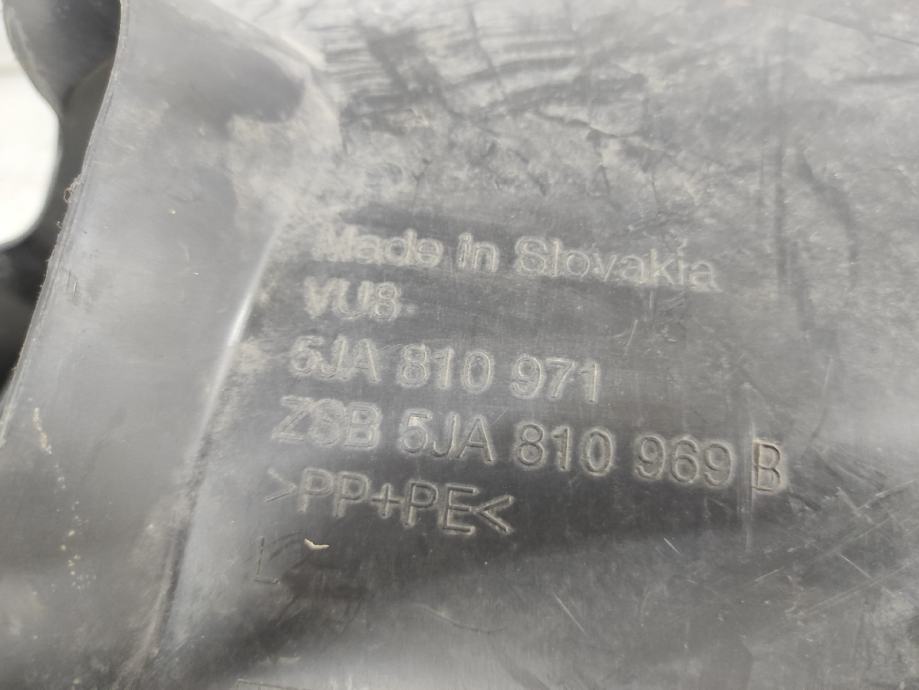 Made in Slovakia
VU8
5JA 810 971
ZSB 5JA 810 969 B
>PP+PE<
L